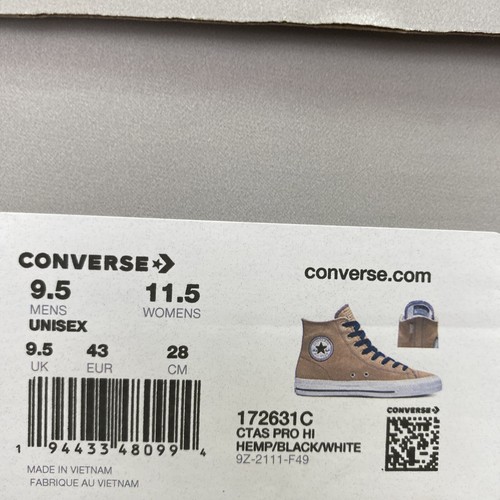 CONVERSE
converse.com
9.5 11.5
MENS WOMENS
UNISEX
9.5 43 28
UK EUR CM
1 94433 48099 4
172631C
CTAS PRO HI
HEMP/BLACK/WHITE
9Z-2111-F49
CONVERSE
MADE IN VIETNAM
FABRIQUE AU VIETNAM